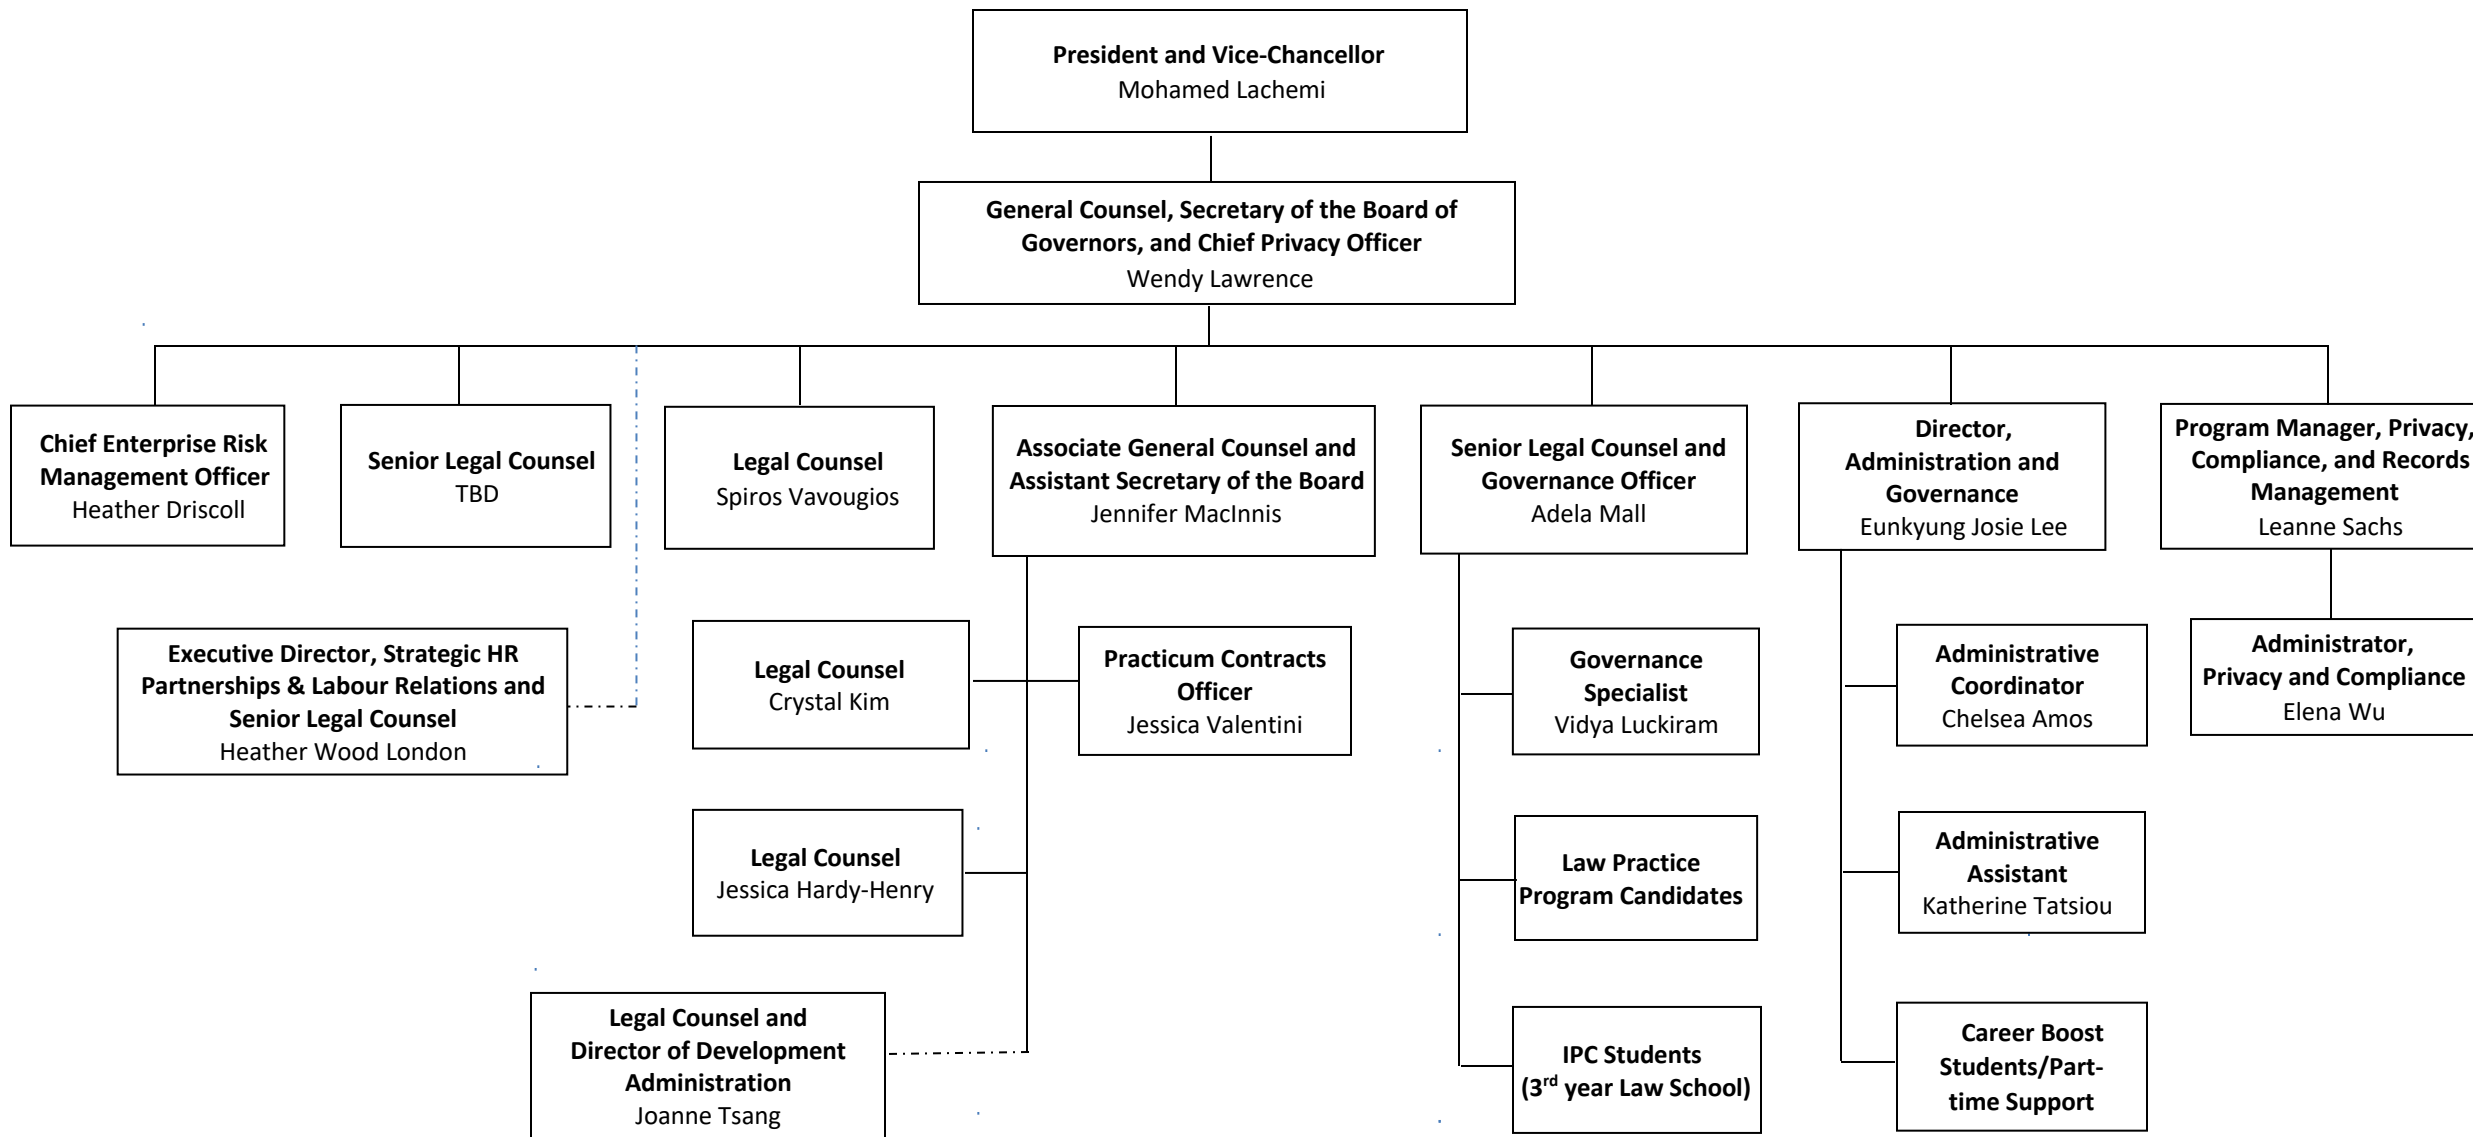 President and Vice-Chancellor
Mohamed Lachemi
General Counsel, Secretary of the Board of
Governors, and Chief Privacy Officer
Wendy Lawrence
Chief Enterprise Risk
Management Officer
Heather Driscoll
Senior Legal Counsel
TBD
Legal Counsel
Spiros Vavougios
Associate General Counsel and
Assistant Secretary of the Board
Jennifer MacInnis
Senior Legal Counsel and
Governance Officer
Adela Mall
Director,
Administration and
Governance
Eunkyung Josie Lee
Program Manager, Privacy,
Compliance, and Records
Management
Leanne Sachs
Executive Director, Strategic HR
Partnerships & Labour Relations and
Senior Legal Counsel
Heather Wood London
Legal Counsel
Crystal Kim
Practicum Contracts
Officer
Jessica Valentini
Governance
Specialist
Vidya Luckiram
Administrative
Coordinator
Chelsea Amos
Administrator,
Privacy and Compliance
Elena Wu
Legal Counsel
Jessica Hardy-Henry
Law Practice
Program Candidates
Administrative
Assistant
Katherine Tatsiou
Legal Counsel and
Director of Development
Administration
Joanne Tsang
IPC Students
(3rd year Law School)
Career Boost
Students/Part-
time Support